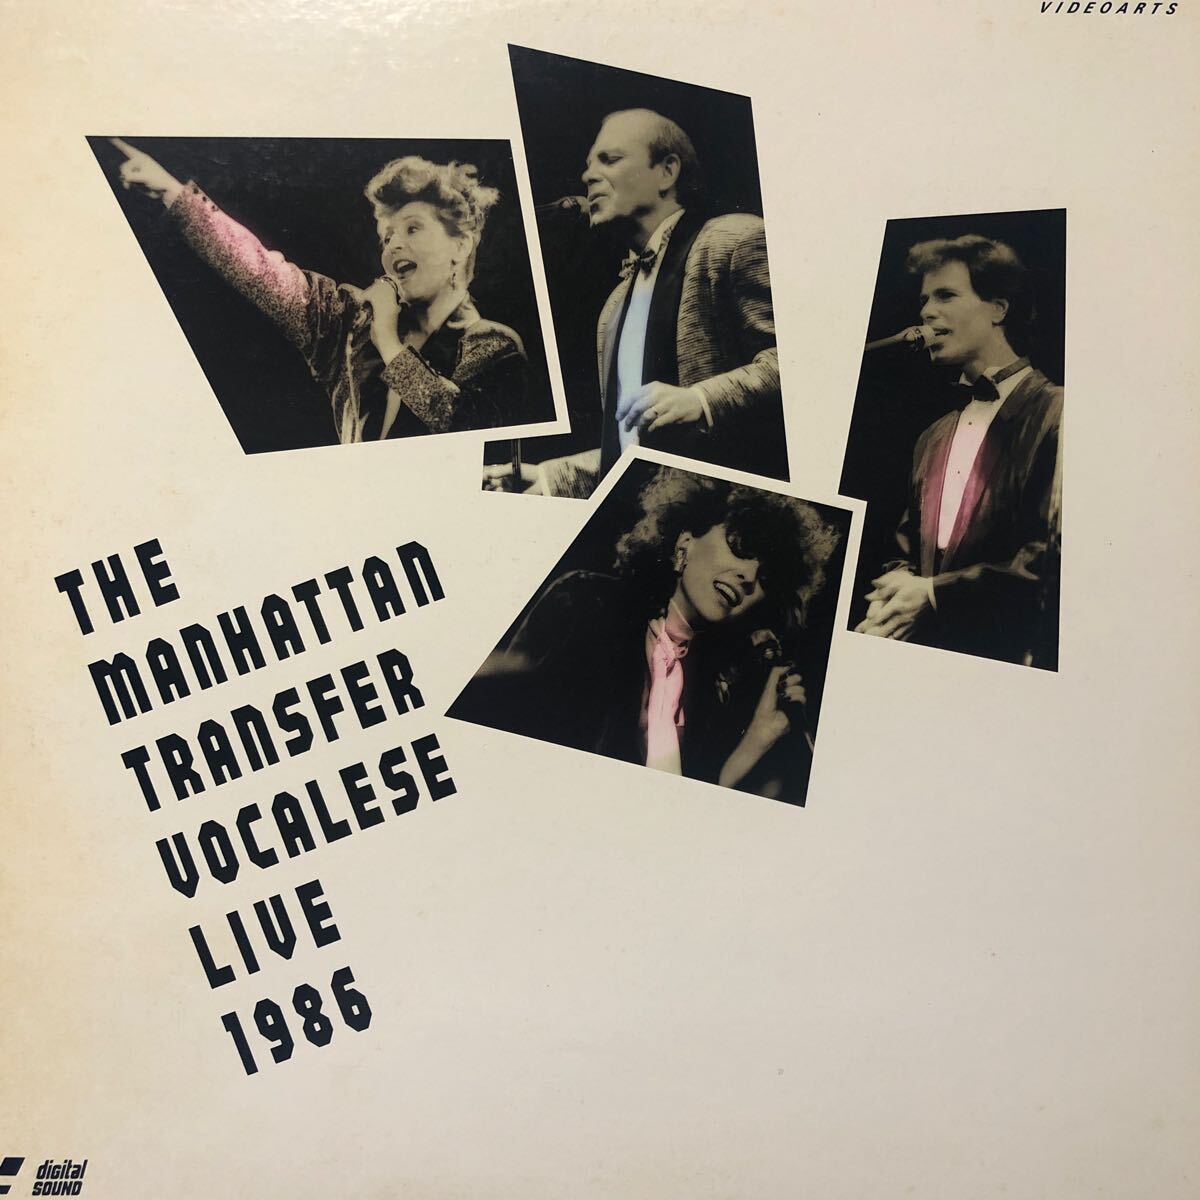 VIDEOARTS
THE
MANHATTAN
TRANSFER
VOCALESE
LIVE
1986
digital
SOUND